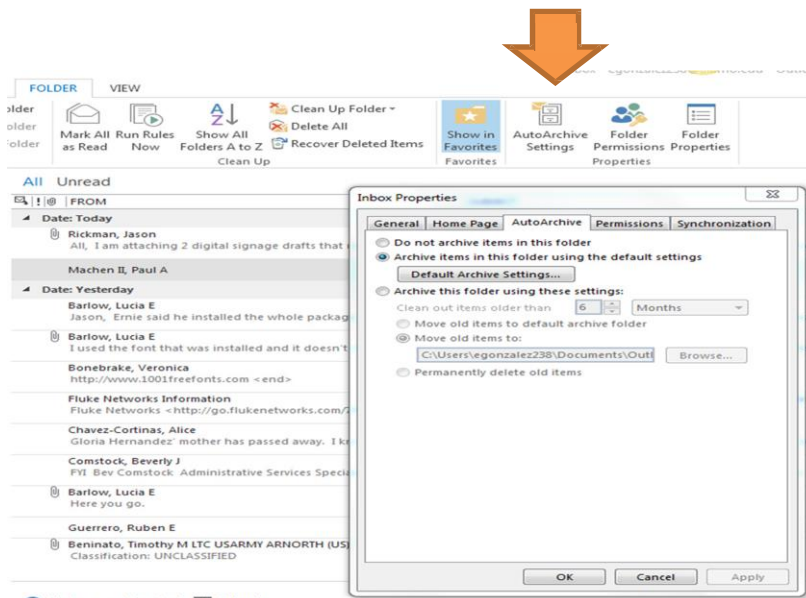 FOLDER VIEW
Mark All as Read
Run Rules Now
Show All Folders A to Z
Clean Up Folder
Delete All
Recover Deleted Items
Clean Up
Show in Favorites
Favorites
AutoArchive Settings
Folder Permissions
Folder Properties
Properties
All Unread
FROM
Date: Today
Rickman, Jason
All, I am attaching 2 digital signage drafts that
Machen II, Paul A
Date: Yesterday
Barlow, Lucia E
Jason, Ernie said he installed the whole packag
Barlow, Lucia E
I used the font that was installed and it doesn't
Bonebrake, Veronica
http://www.1001freefonts.com <end>
Fluke Networks Information
Fluke Networks <http://go.flukenetworks.com/
Chavez-Cortinas, Alice
Gloria Hernandez' mother has passed away. I k
Comstock, Beverly J
FYI Bev Comstock Administrative Services Specia
Barlow, Lucia E
Here you go.
Guerrero, Ruben E
Beninato, Timothy M LTC USARMY ARNORTH (US)
Classification: UNCLASSIFIED
Inbox Properties
General Home Page AutoArchive Permissions Synchronization
Do not archive items in this folder
Archive items in this folder using the default settings
Default Archive Settings...
Archive this folder using these settings:
Clean out items older than 6 Months
Move old items to default archive folder
Move old items to:
C:\Users\egonzalez238\Documents\Outl Browse...
Permanently delete old items
OK Cancel Apply